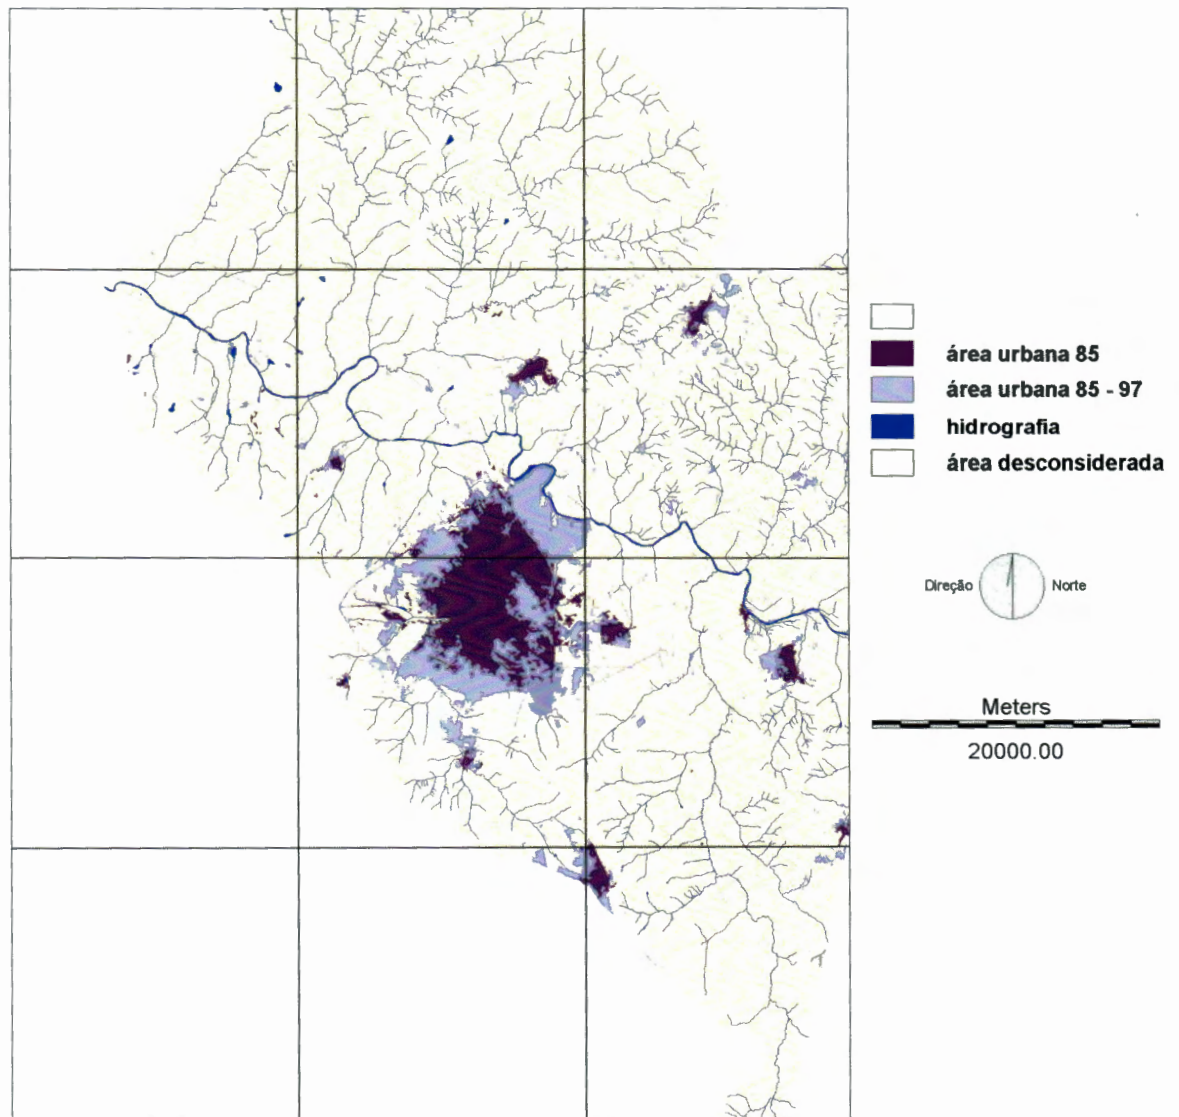 área urbana 85
área urbana 85 - 97
hidrografia
área desconsiderada
Direção Norte
Meters
20000.00